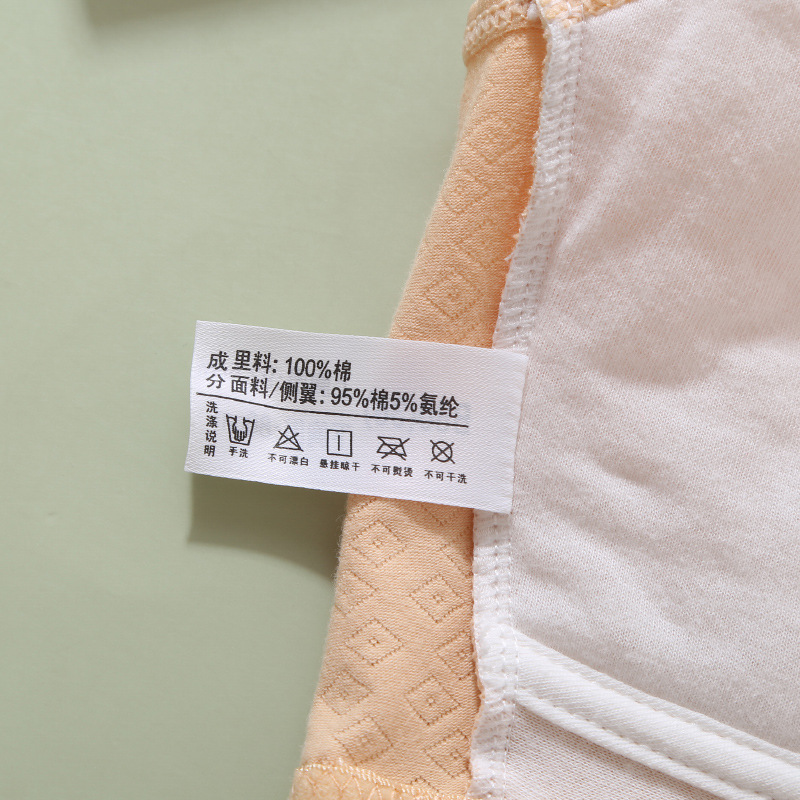 成分
里料: 100%棉
面料/侧翼: 95%棉5%氨纶
洗涤说明
手洗 不可漂白 悬挂晾干 不可熨烫 不可干洗